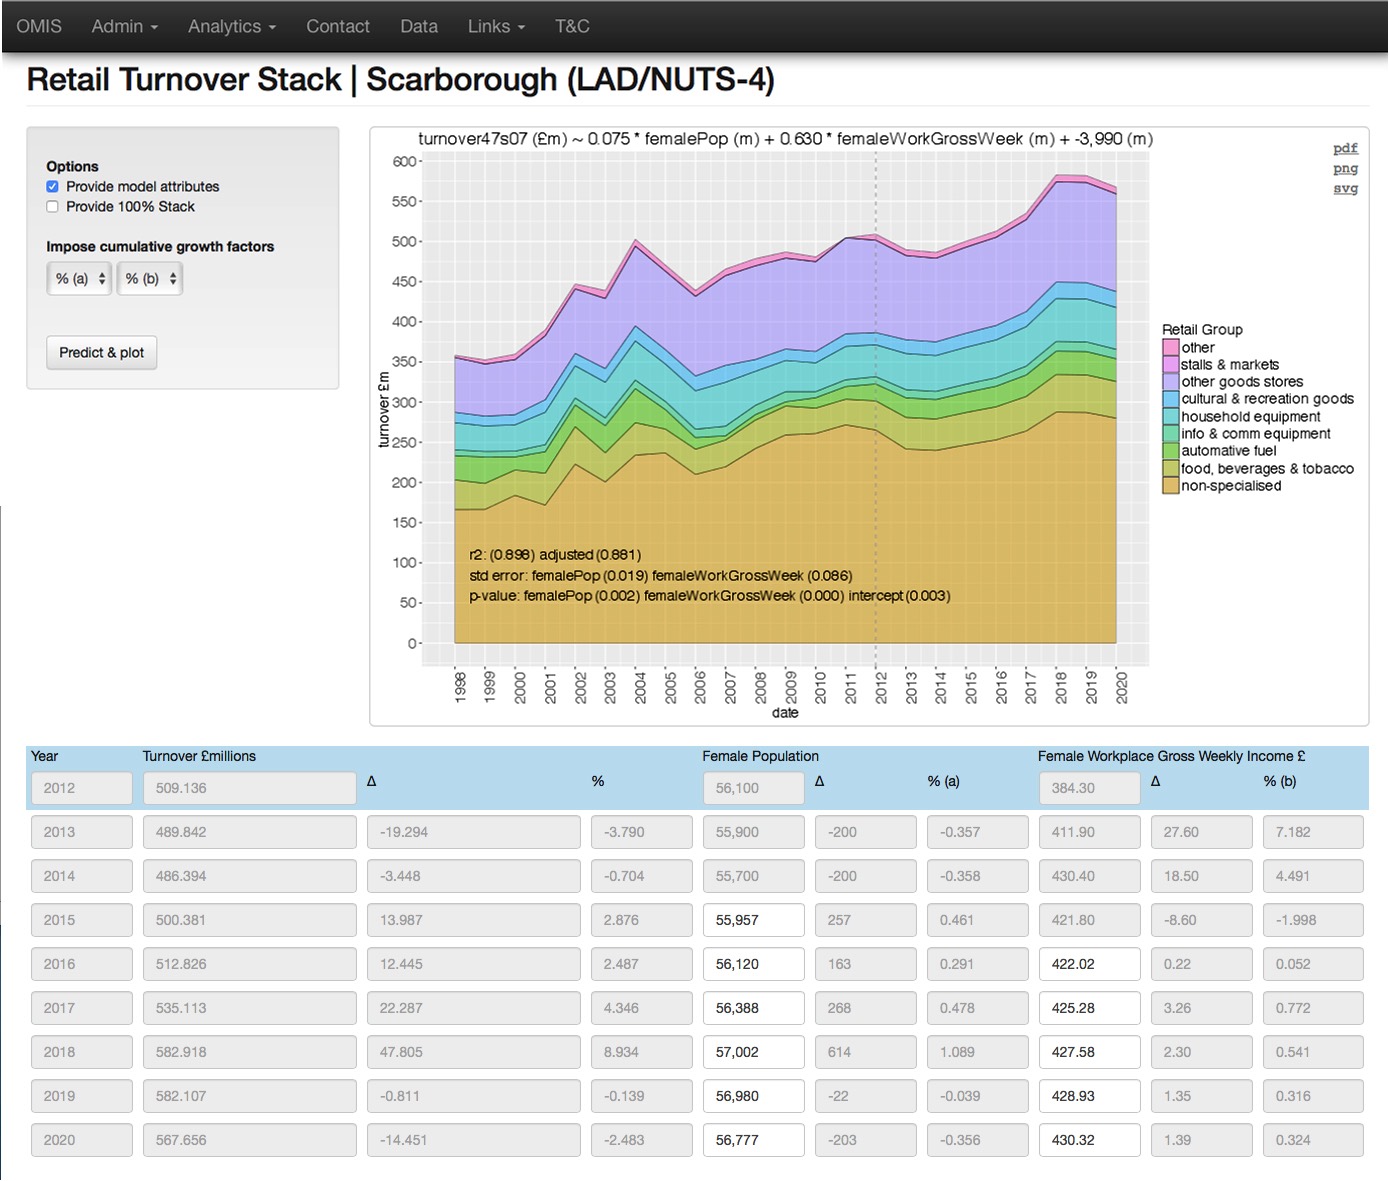 OMIS Admin Analytics Contact Data Links T&C
Retail Turnover Stack | Scarborough (LAD/NUTS-4)
Options
Provide model attributes
Provide 100% Stack
Impose cumulative growth factors
% (a) % (b)
Predict & plot
turnover47s07 (£m) ~ 0.075 * femalePop (m) + 0.630 * femaleWorkGrossWeek (m) + -3,990 (m)
pdf
png
svg
600
550
500
450
400
350
300
250
200
150
100
50
0
turnover £m
r2: (0.898) adjusted (0.881)
std error: femalePop (0.019) femaleWorkGrossWeek (0.086)
p-value: femalePop (0.002) femaleWorkGrossWeek (0.000) intercept (0.003)
1998 1999 2000 2001 2002 2003 2004 2005 2006 2007 2008 2009 2010 2011 2012 2013 2014 2015 2016 2017 2018 2019 2020
date
Retail Group
other
stalls & markets
other goods stores
cultural & recreation goods
household equipment
info & comm equipment
automotive fuel
food, beverages & tobacco
non-specialised
Year Turnover £millions Female Population Female Workplace Gross Weekly Income £
2012 509.136 Δ % 56,100 Δ % (a) 384.30 Δ % (b)
2013 489.842 -19.294 -3.790 55,900 -200 -0.357 411.90 27.60 7.182
2014 486.394 -3.448 -0.704 55,700 -200 -0.358 430.40 18.50 4.491
2015 500.381 13.987 2.876 55,957 257 0.461 421.80 -8.60 -1.998
2016 512.826 12.445 2.487 56,120 163 0.291 422.02 0.22 0.052
2017 535.113 22.287 4.346 56,388 268 0.478 425.28 3.26 0.772
2018 582.918 47.805 8.934 57,002 614 1.089 427.58 2.30 0.541
2019 582.107 -0.811 -0.139 56,980 -22 -0.039 428.93 1.35 0.316
2020 567.656 -14.451 -2.483 56,777 -203 -0.356 430.32 1.39 0.324